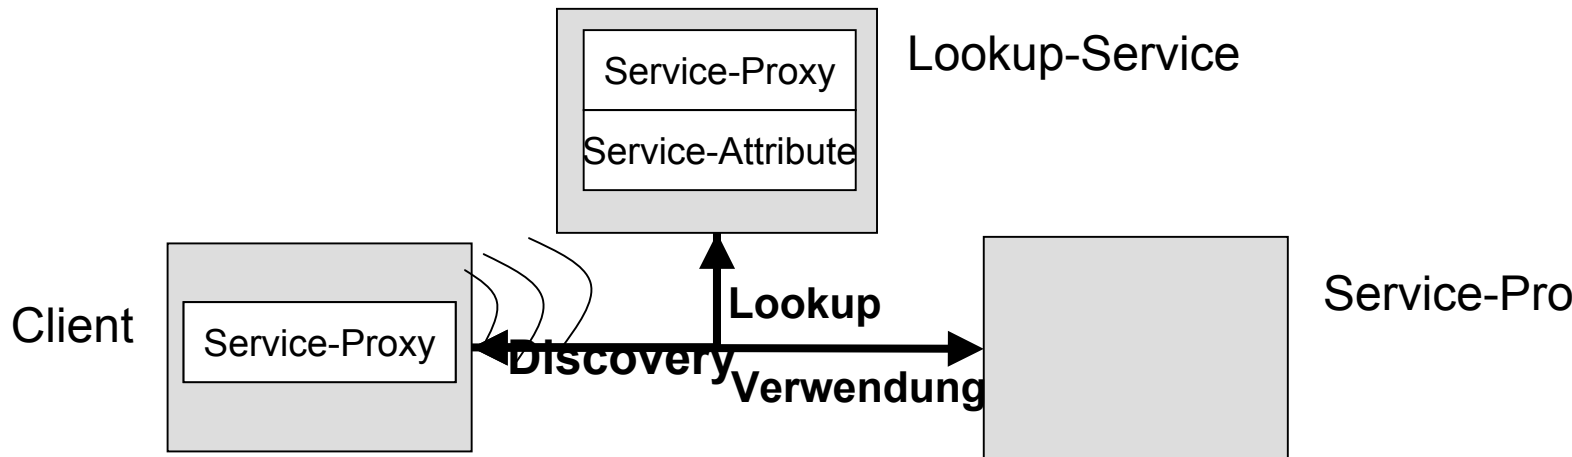 Lookup-Service
Service-Proxy
Service-Attribute
Client
Service-Proxy
Lookup
Discovery
Verwendung
Service-Pro